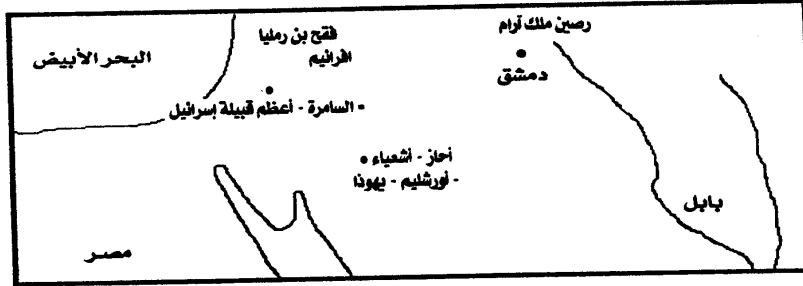 رصين ملك آرام
دمشق
فقح بن رمليا
افرائيم
البحر الأبيض
السامرة - أعظم قبيلة إسرائيل
أحاز - أشعياء
- أورشليم - يهوذا
بابل
مصر